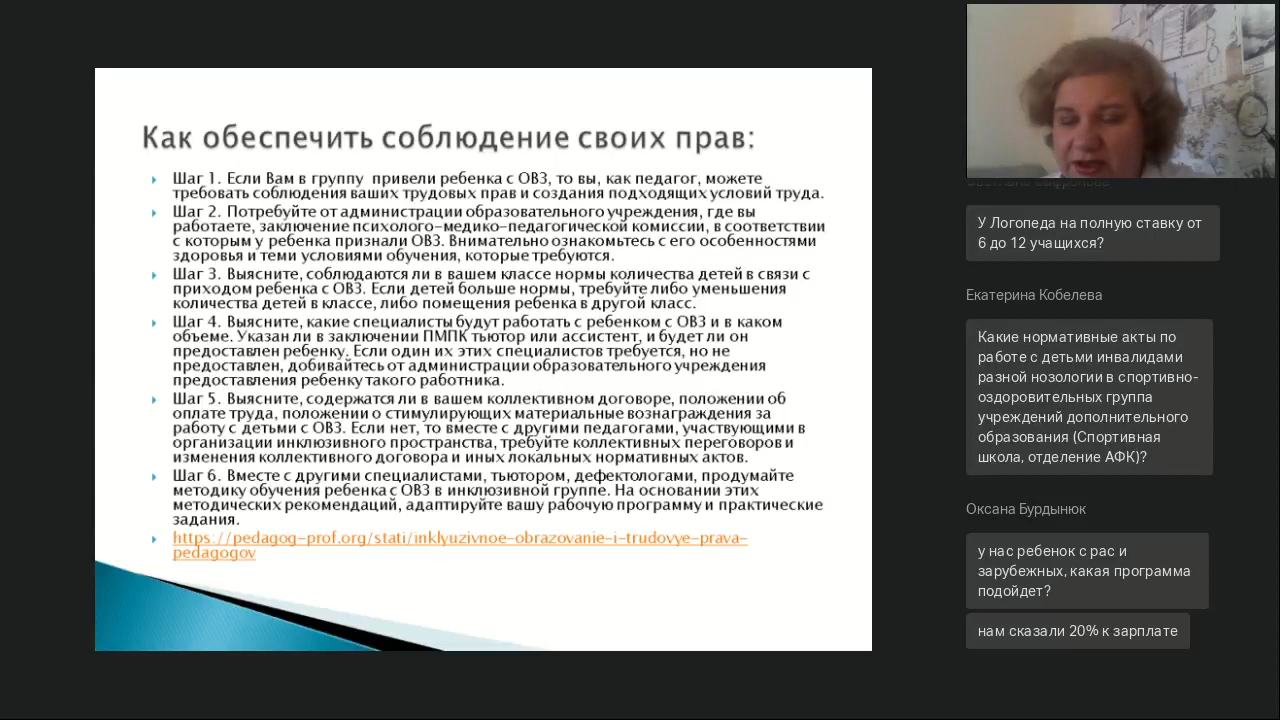 Как обеспечить соблюдение своих прав:
Шаг 1. Если Вам в группу привели ребенка с ОВЗ, то вы, как педагог, можете
требовать соблюдения ваших трудовых прав и создания подходящих условий труда.
Шаг 2. Потребуйте от администрации образовательного учреждения, где вы
работаете, заключение психолого-медико-педагогической комиссии, в соответствии
с которым у ребенка признали ОВЗ. Внимательно ознакомьтесь с его особенностями
здоровья и теми условиями обучения, которые требуются.
Шаг 3. Выясните, соблюдаются ли в вашем классе нормы количества детей в связи с
приходом ребенка с ОВЗ. Если детей больше нормы, требуйте либо уменьшения
количества детей в классе, либо помещения ребенка в другой класс.
Шаг 4. Выясните, какие специалисты будут работать с ребенком с ОВЗ и в каком
объеме. Указан ли в заключении ПМПК тьютор или ассистент, и будет ли он
предоставлен ребенку. Если один их этих специалистов требуется, но не
предоставлен, добивайтесь от администрации образовательного учреждения
предоставления ребенку такого работника.
Шаг 5. Выясните, содержатся ли в вашем коллективном договоре, положении об
оплате труда, положении о стимулирующих материальные вознаграждения за
работу с детьми с ОВЗ. Если нет, то вместе с другими педагогами, участвующими в
организации инклюзивного пространства, требуйте коллективных переговоров и
изменения коллективного договора и иных локальных нормативных актов.
Шаг 6. Вместе с другими специалистами, тьютором, дефектологами, продумайте
методику обучения ребенка с ОВЗ в инклюзивной группе. На основании этих
методических рекомендаций, адаптируйте вашу рабочую программу и практические
задания.
https://pedagog-prof.org/stati/inklyuzivnoe-obrazovanie-i-trudovye-prava-
pedagogov
У Логопеда на полную ставку от
6 до 12 учащихся?
Екатерина Кобелева
Какие нормативные акты по
работе с детьми инвалидами
разной нозологии в спортивно-
оздоровительных группа
учреждений дополнительного
образования (Спортивная
школа, отделение АФК)?
Оксана Бурдынюк
у нас ребенок с рас и
зарубежных, какая программа
подойдет?
нам сказали 20% к зарплате